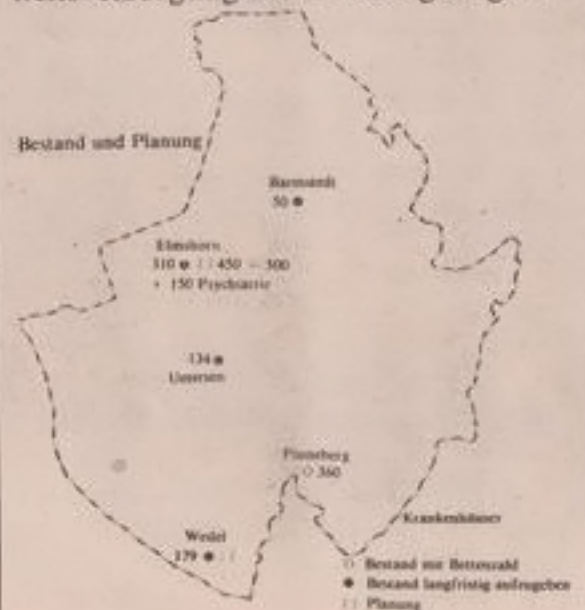 Bestand und Planung
Barmstedt
50 ●
Elmshorn
310 ● 450 – 500
+ 150 Psychiatrie
134 ●
Uetersen
Pinneberg
○ 360
Krankenhäuser
Wedel
179 ●
○ Bestand mit Bettenzahl
● Bestand langfristig aufzugeben
Planung